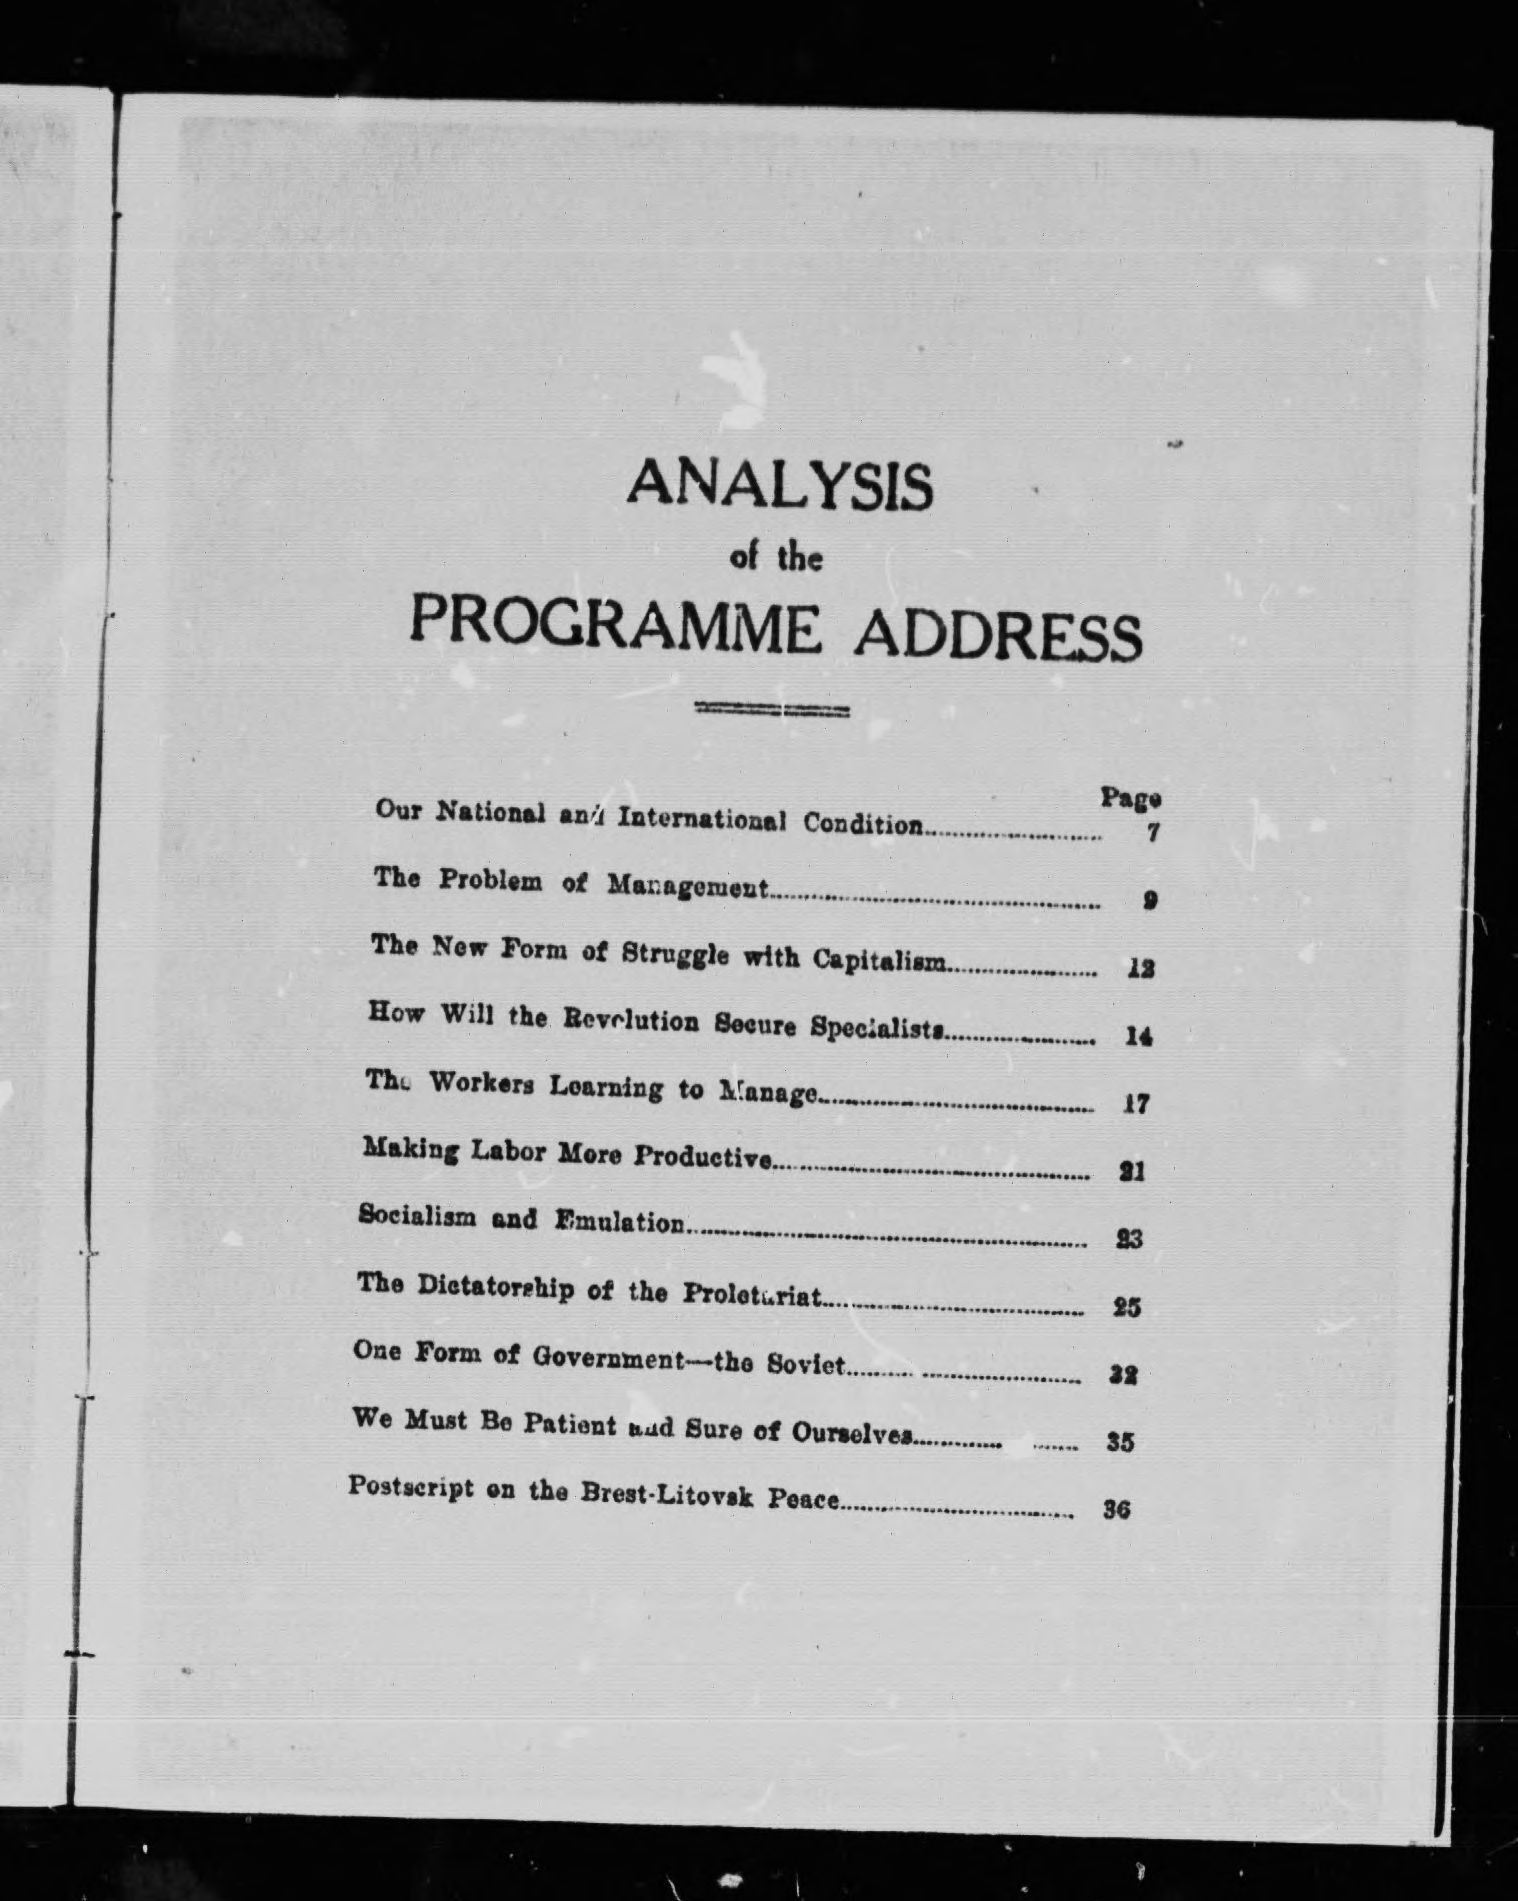 ANALYSIS
of the
PROGRAMME ADDRESS
Page
Our National and International Condition........................ 7
The Problem of Management........................ 9
The New Form of Struggle with Capitalism........................ 12
How Will the Revolution Secure Specialists........................ 14
The Workers Learning to Manage........................ 17
Making Labor More Productive........................ 21
Socialism and Emulation........................ 23
The Dictatorship of the Proletariat........................ 25
One Form of Government—the Soviet........................ 32
We Must Be Patient and Sure of Ourselves........................ 35
Postscript on the Brest-Litovsk Peace........................ 36